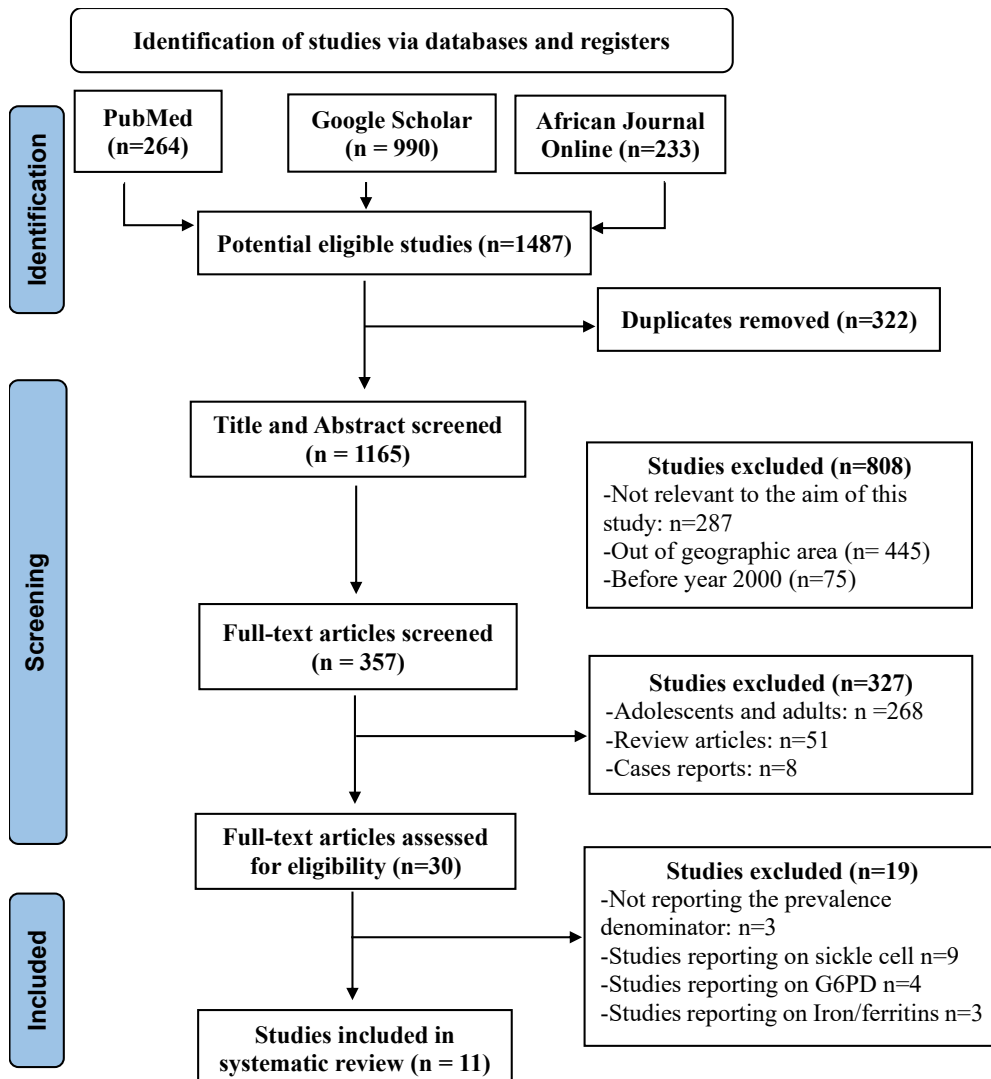 Identification of studies via databases and registers
Identification
PubMed
(n=264)
Google Scholar
(n = 990)
African Journal
Online (n=233)
Potential eligible studies (n=1487)
Duplicates removed (n=322)
Screening
Title and Abstract screened
(n = 1165)
Studies excluded (n=808)
-Not relevant to the aim of this
study: n=287
-Out of geographic area (n= 445)
-Before year 2000 (n=75)
Full-text articles screened
(n = 357)
Studies excluded (n=327)
-Adolescents and adults: n =268
-Review articles: n=51
-Cases reports: n=8
Full-text articles assessed
for eligibility (n=30)
Studies excluded (n=19)
-Not reporting the prevalence
denominator: n=3
-Studies reporting on sickle cell n=9
-Studies reporting on G6PD n=4
-Studies reporting on Iron/ferritins n=3
Included
Studies included in
systematic review (n = 11)